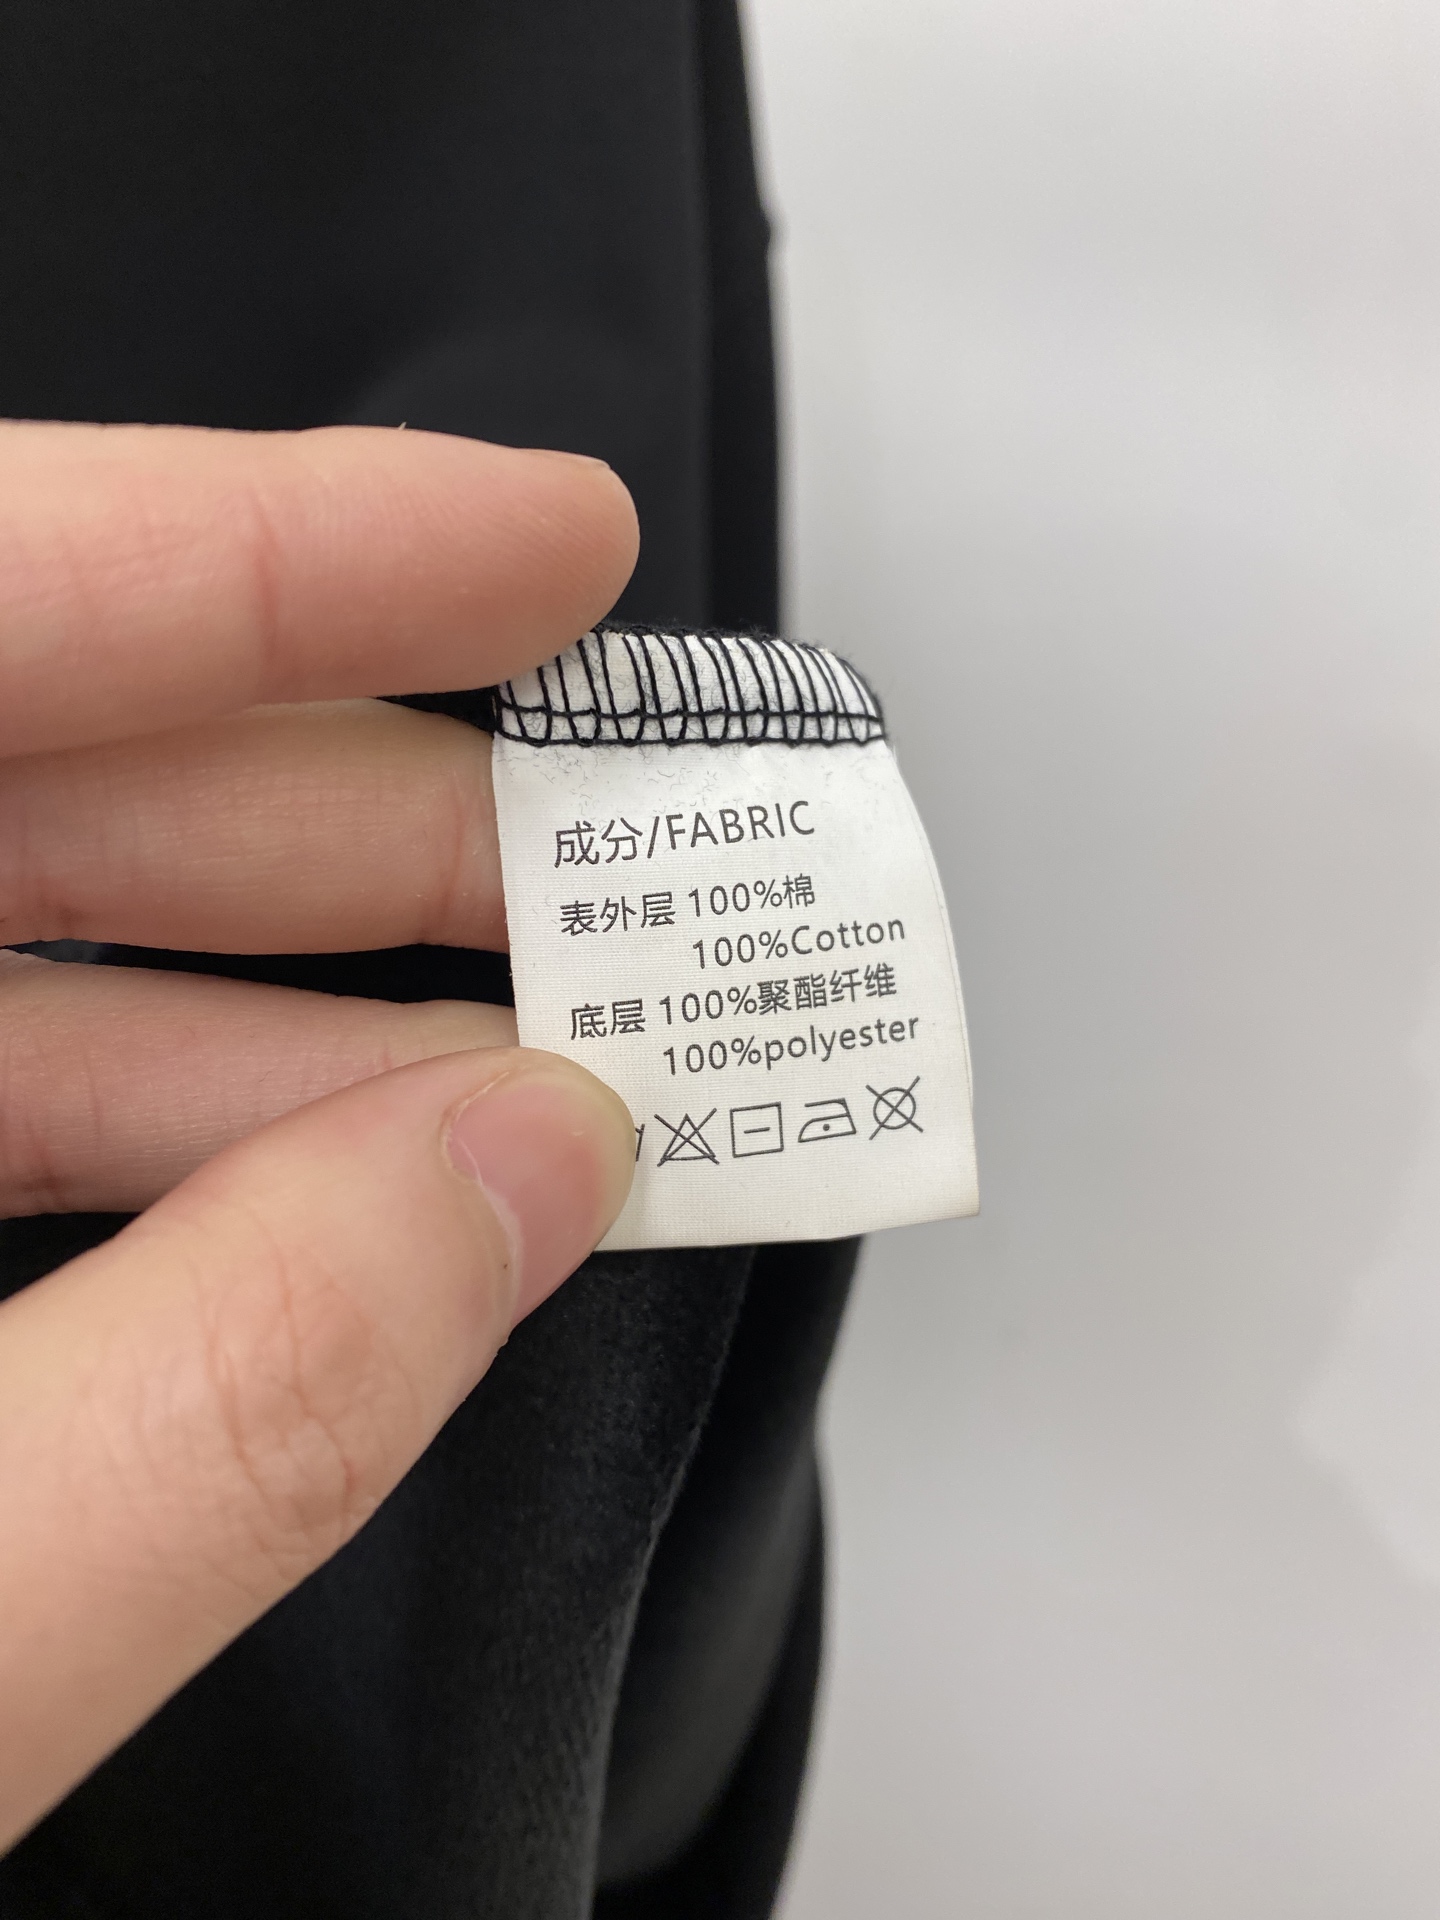 成分/FABRIC
表外层 100%棉
100%Cotton
底层 100%聚酯纤维
100%polyester